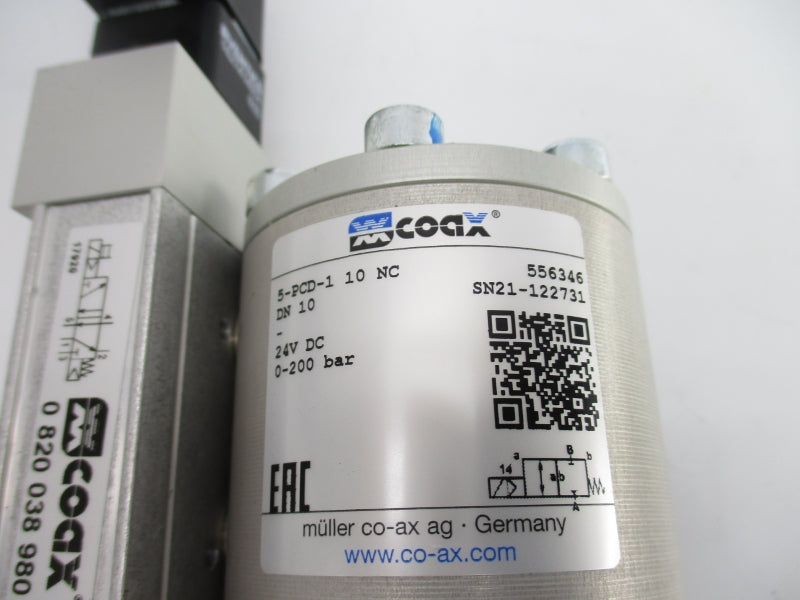 coax®
5-PCD-1 10 NC
DN 10
-
24V DC
0-200 bar
556346
SN21-122731
14
a
B
b
a
b
A
EAC
müller co-ax ag · Germany
www.co-ax.com
17920
coax
0 820 038 980